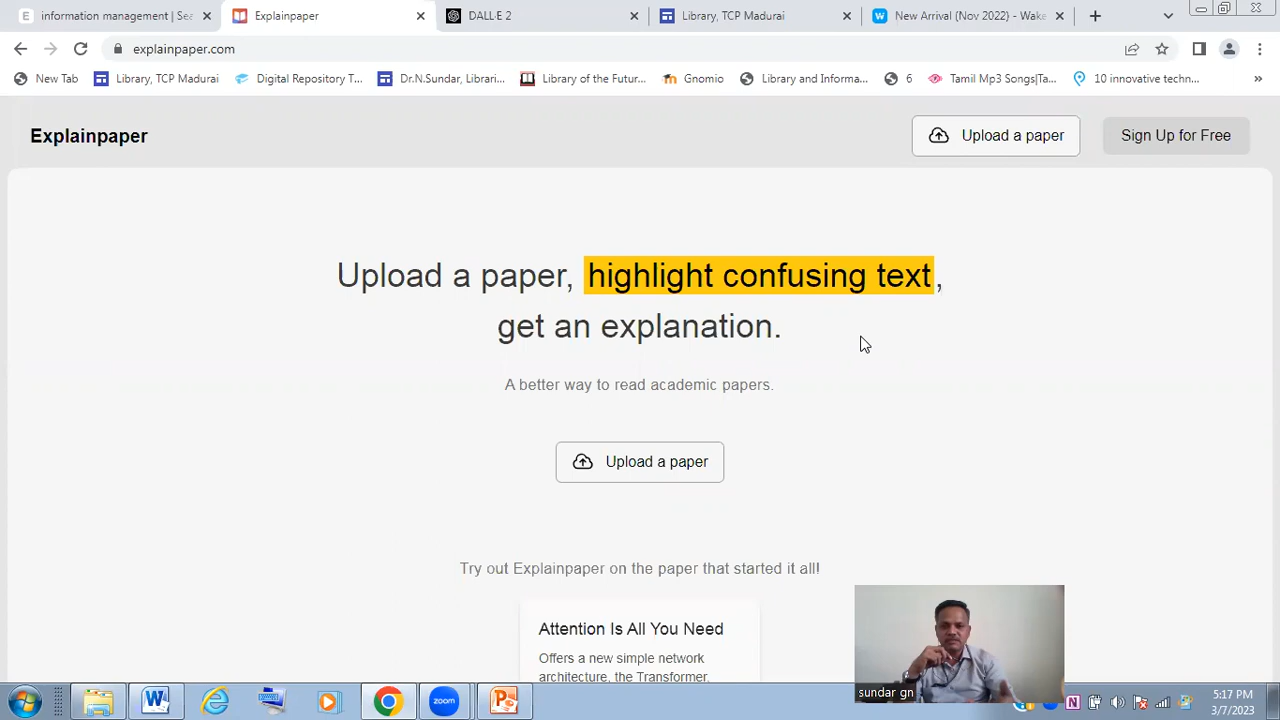 information management | Sea
Explainpaper
DALL·E 2
Library, TCP Madurai
New Arrival (Nov 2022) - Wake
explainpaper.com
New Tab
Library, TCP Madurai
Digital Repository T...
Dr.N.Sundar, Librari...
Library of the Futur...
Gnomio
Library and Informa...
6
Tamil Mp3 Songs|Ta...
10 innovative techn...
Explainpaper
Upload a paper
Sign Up for Free
Upload a paper, highlight confusing text,
get an explanation.
A better way to read academic papers.
Upload a paper
Try out Explainpaper on the paper that started it all!
Attention Is All You Need
Offers a new simple network
architecture, the Transformer,
sundar gn
zoom
5:17 PM
3/7/2023